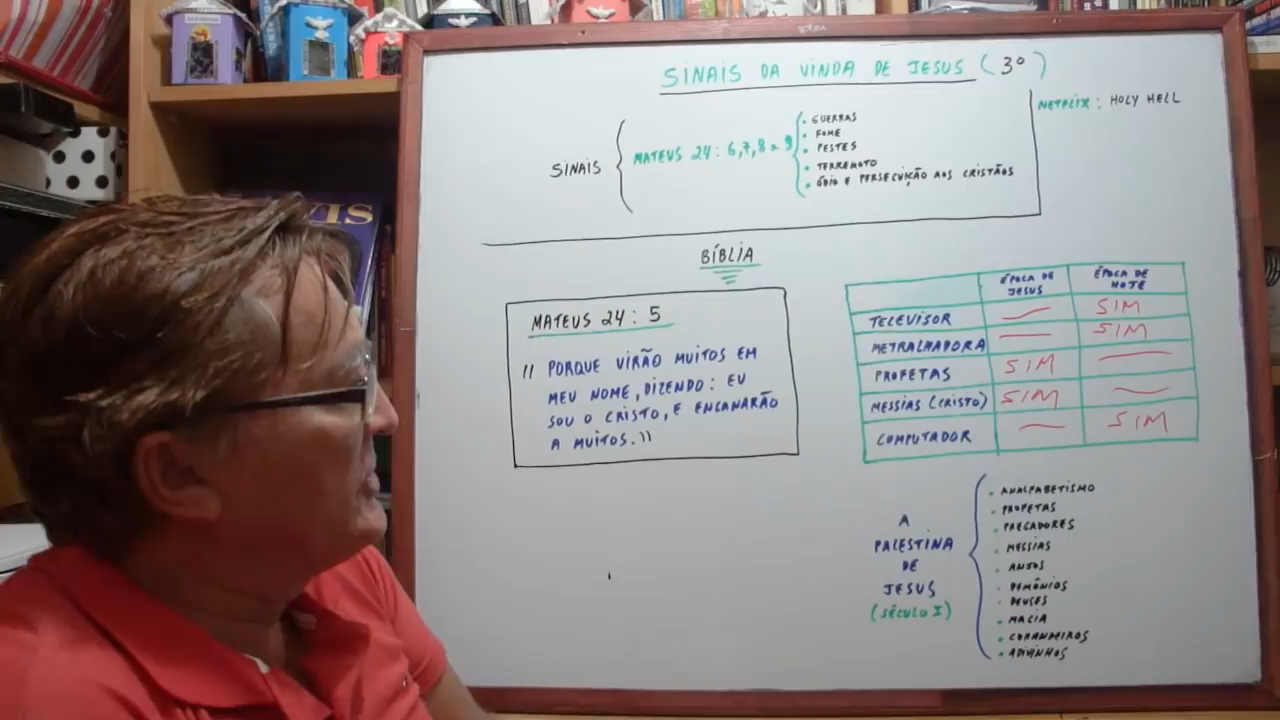 SINAIS DA VINDA DE JESUS (3º)
NETFLIX: HOLY HELL
SINAIS
MATEUS 24: 6,7,8 e 9
• GUERRAS
• FOME
• PESTES
• TERREMOTO
• ÓDIO E PERSECUIÇÃO AOS CRISTÃOS
BÍBLIA
MATEUS 24: 5
" PORQUE VIRÃO MUITOS EM
MEU NOME, DIZENDO: EU
SOU O CRISTO, E ENGANARÃO
A MUITOS."
ÉPOCA DE JESUS
ÉPOCA DE HOJE
TELEVISOR — SIM
METRALHADORA — SIM
PROFETAS SIM —
MESSIAS (CRISTO) SIM —
COMPUTADOR — SIM
A
PALESTINA
DE
JESUS
(SÉCULO I)
• ANALFABETISMO
• PROFETAS
• PREGADORES
• MESSIAS
• ANJOS
• DEMÔNIOS
• DEUSES
• MAGIA
• CURANDEIROS
• ADIVINHOS